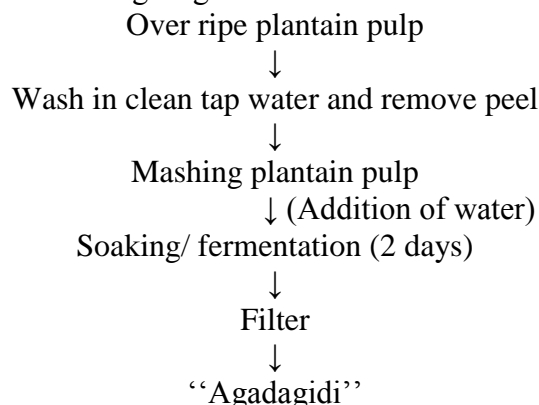 Over ripe plantain pulp
↓
Wash in clean tap water and remove peel
↓
Mashing plantain pulp
↓ (Addition of water)
Soaking/ fermentation (2 days)
↓
Filter
↓
‘‘Agadagidi’’